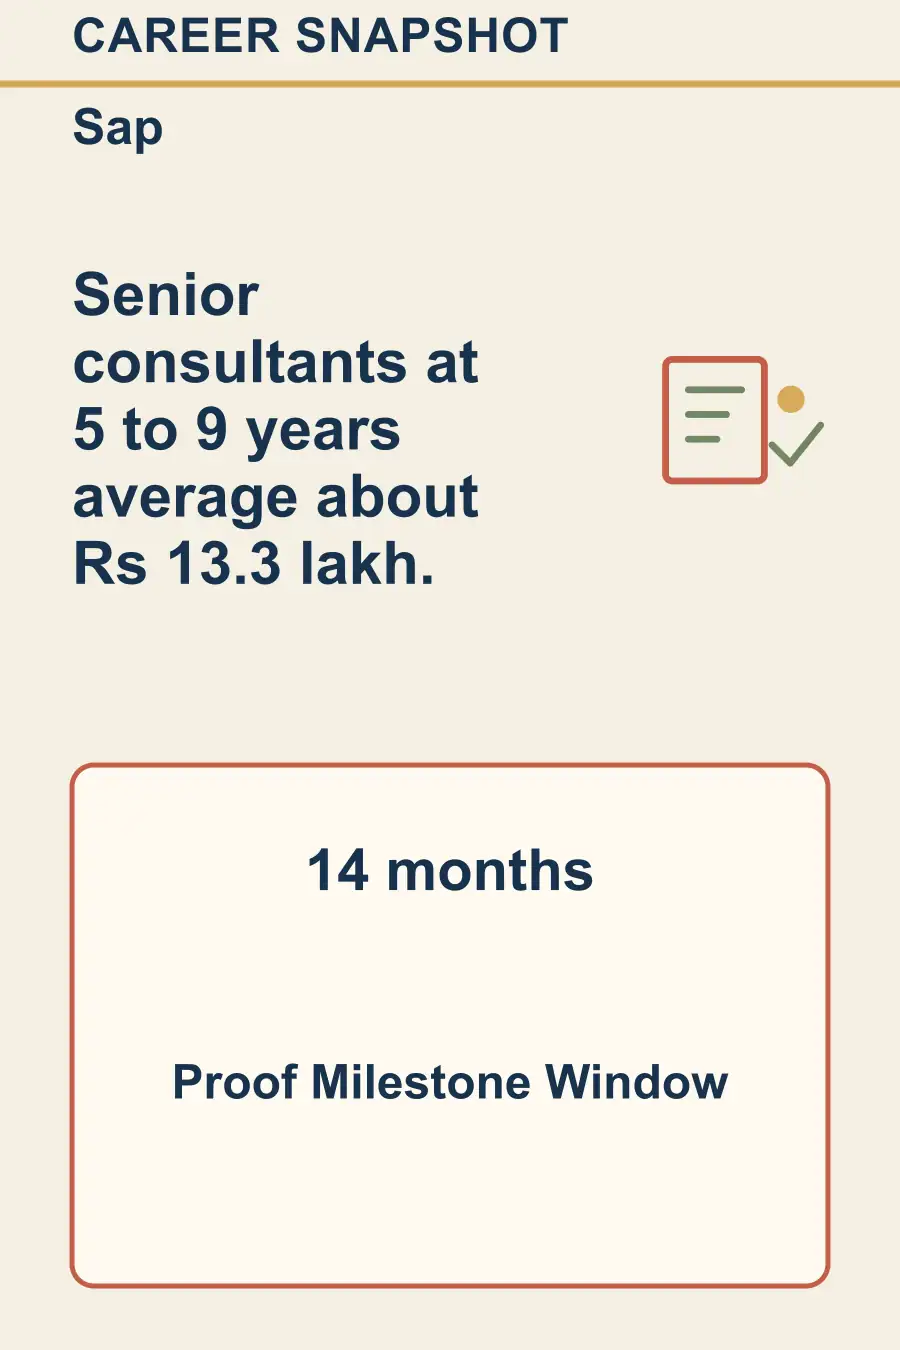 CAREER SNAPSHOT
Sap
Senior
consultants at
5 to 9 years
average about
Rs 13.3 lakh.
14 months
Proof Milestone Window